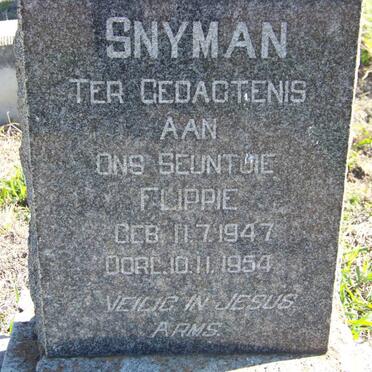 SNYMAN
TER GEDAGTENIS
AAN
ONS SEUNTJIE
FLIPPIE
GEB. 11.7.1947
OORL. 10.11.1954
VEILIG IN JESUS
ARMS